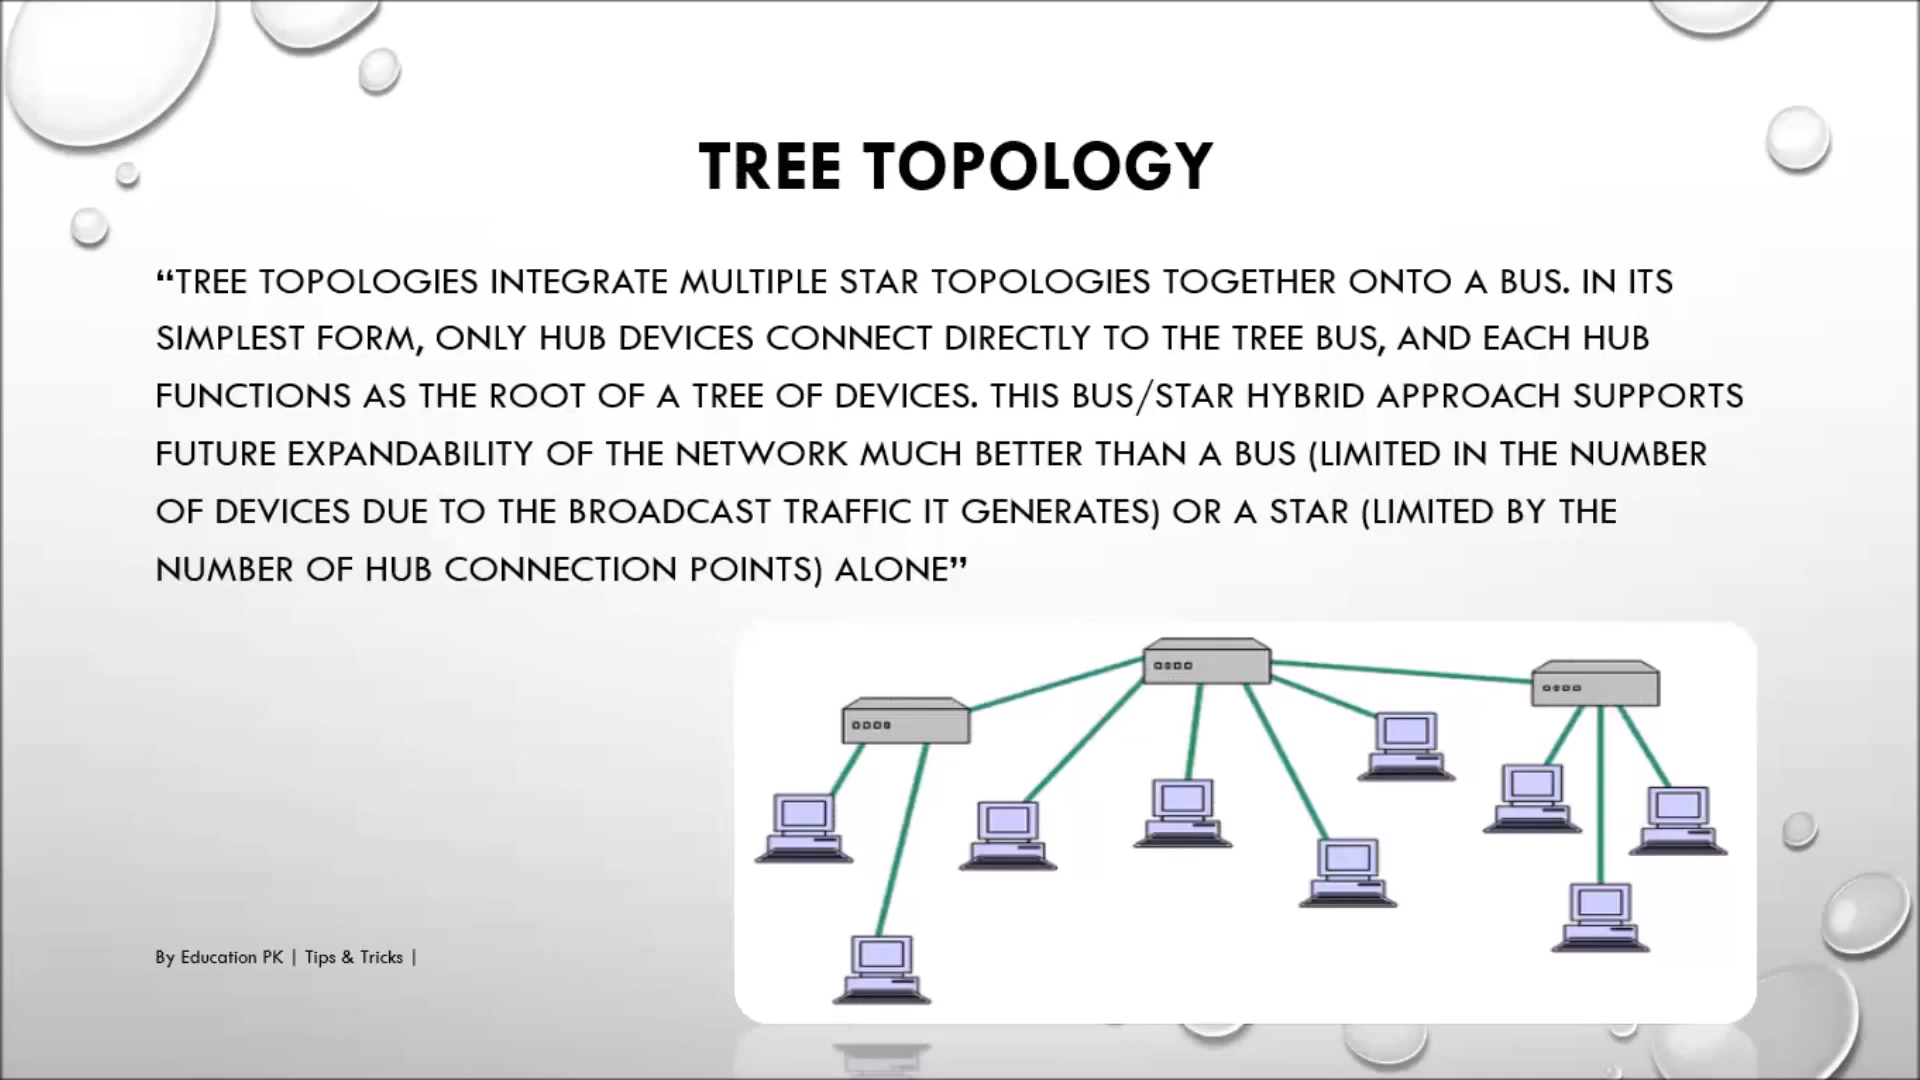 TREE TOPOLOGY
“TREE TOPOLOGIES INTEGRATE MULTIPLE STAR TOPOLOGIES TOGETHER ONTO A BUS. IN ITS
SIMPLEST FORM, ONLY HUB DEVICES CONNECT DIRECTLY TO THE TREE BUS, AND EACH HUB
FUNCTIONS AS THE ROOT OF A TREE OF DEVICES. THIS BUS/STAR HYBRID APPROACH SUPPORTS
FUTURE EXPANDABILITY OF THE NETWORK MUCH BETTER THAN A BUS (LIMITED IN THE NUMBER
OF DEVICES DUE TO THE BROADCAST TRAFFIC IT GENERATES) OR A STAR (LIMITED BY THE
NUMBER OF HUB CONNECTION POINTS) ALONE”
By Education PK | Tips & Tricks |